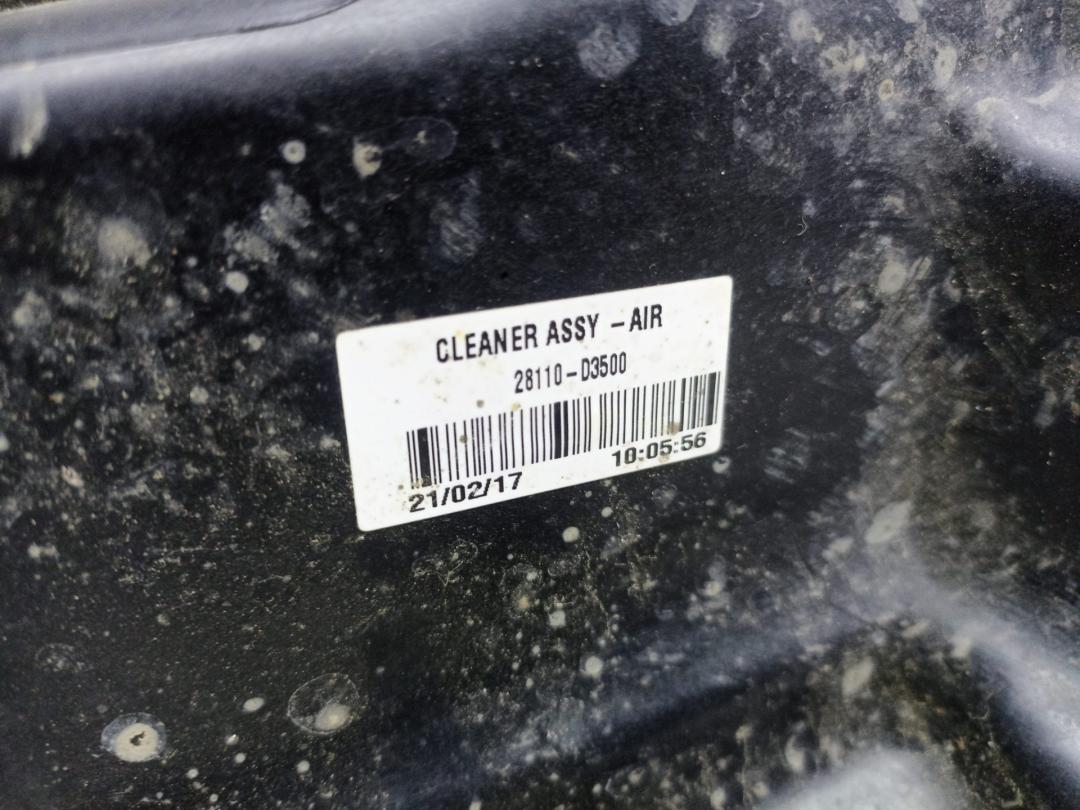 CLEANER ASSY -AIR
28110-D3500
21/02/17 10:05:56